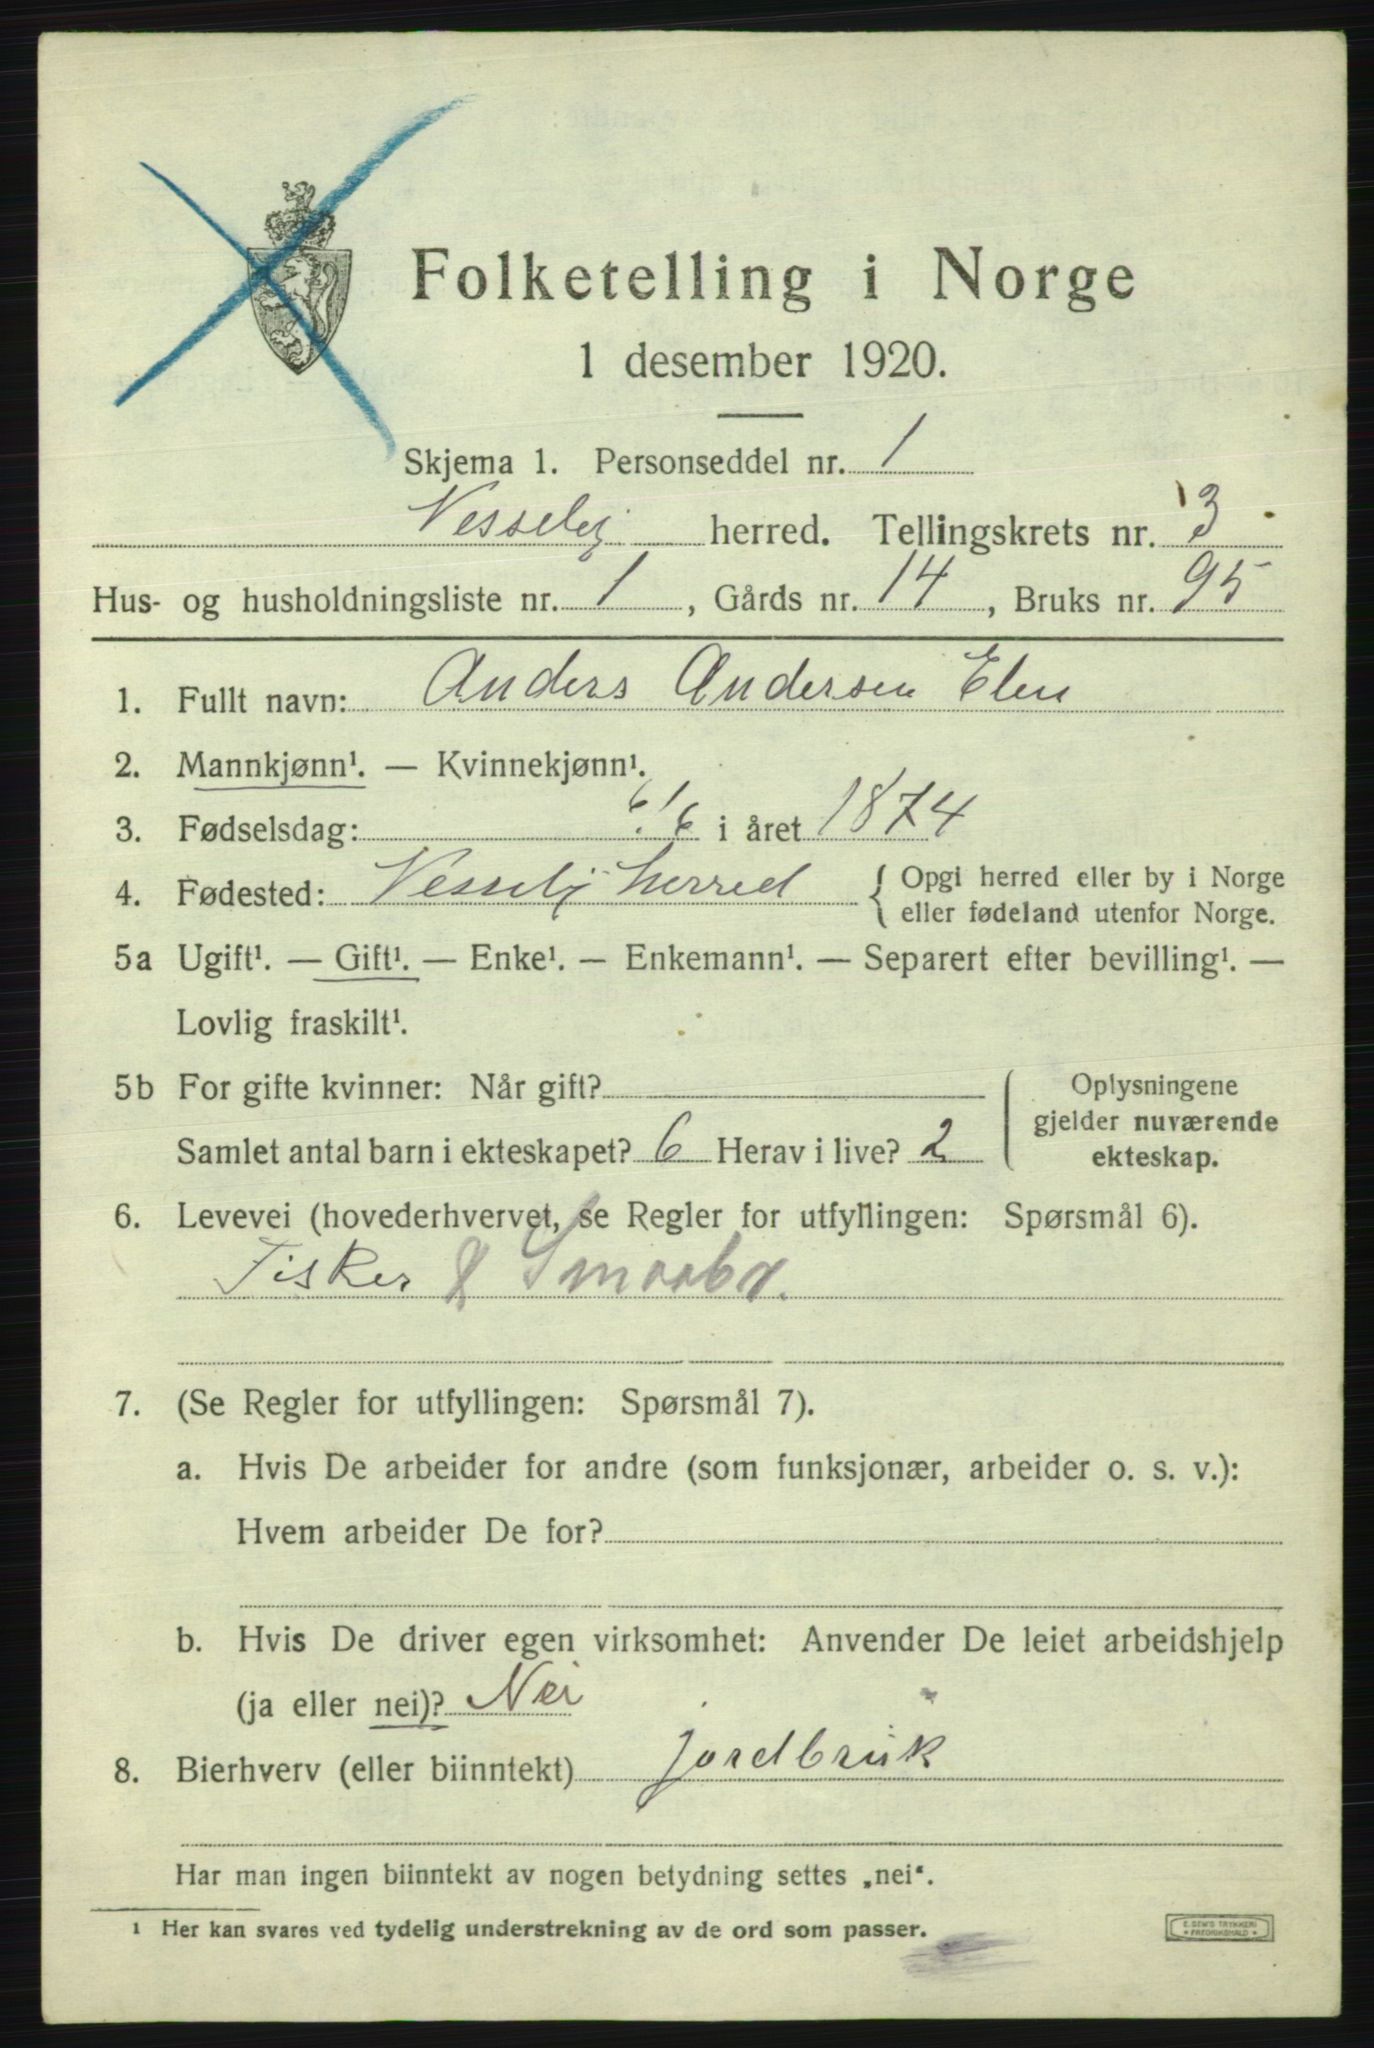 Folketelling i Norge
1 desember 1920.
Skjema 1. Personseddel nr. 1
Nesseby herred. Tellingskrets nr. 3
Hus- og husholdningsliste nr. 1, Gårds nr. 14, Bruks nr. 95
1. Fullt navn: Anders Andersen Elen
2. Mannkjønn¹. — Kvinnekjønn¹.
3. Fødselsdag: 6/6 i året 1874
4. Fødested: Nesseby herred { Opgi herred eller by i Norge
eller fødeland utenfor Norge.
5a Ugift¹. — Gift¹. — Enke¹. — Enkemann¹. — Separert efter bevilling¹. —
Lovlig fraskilt¹.
5b For gifte kvinner: Når gift? Oplysningene
gjelder nuværende
Samlet antal barn i ekteskapet? 6 Herav i live? 2 ekteskap.
6. Levevei (hovederhvervet, se Regler for utfyllingen: Spørsmål 6).
Fisker & Smaabr.
7. (Se Regler for utfyllingen: Spørsmål 7).
a. Hvis De arbeider for andre (som funksjonær, arbeider o. s. v.):
Hvem arbeider De for?
b. Hvis De driver egen virksomhet: Anvender De leiet arbeidshjelp
(ja eller nei)? Nei
8. Bierhverv (eller biinntekt) jordbruk
Har man ingen biinntekt av nogen betydning settes „nei“.
¹ Her kan svares ved tydelig understrekning av de ord som passer.
E. SEM'S TRYKKERI
* FREDRIKSHALD *